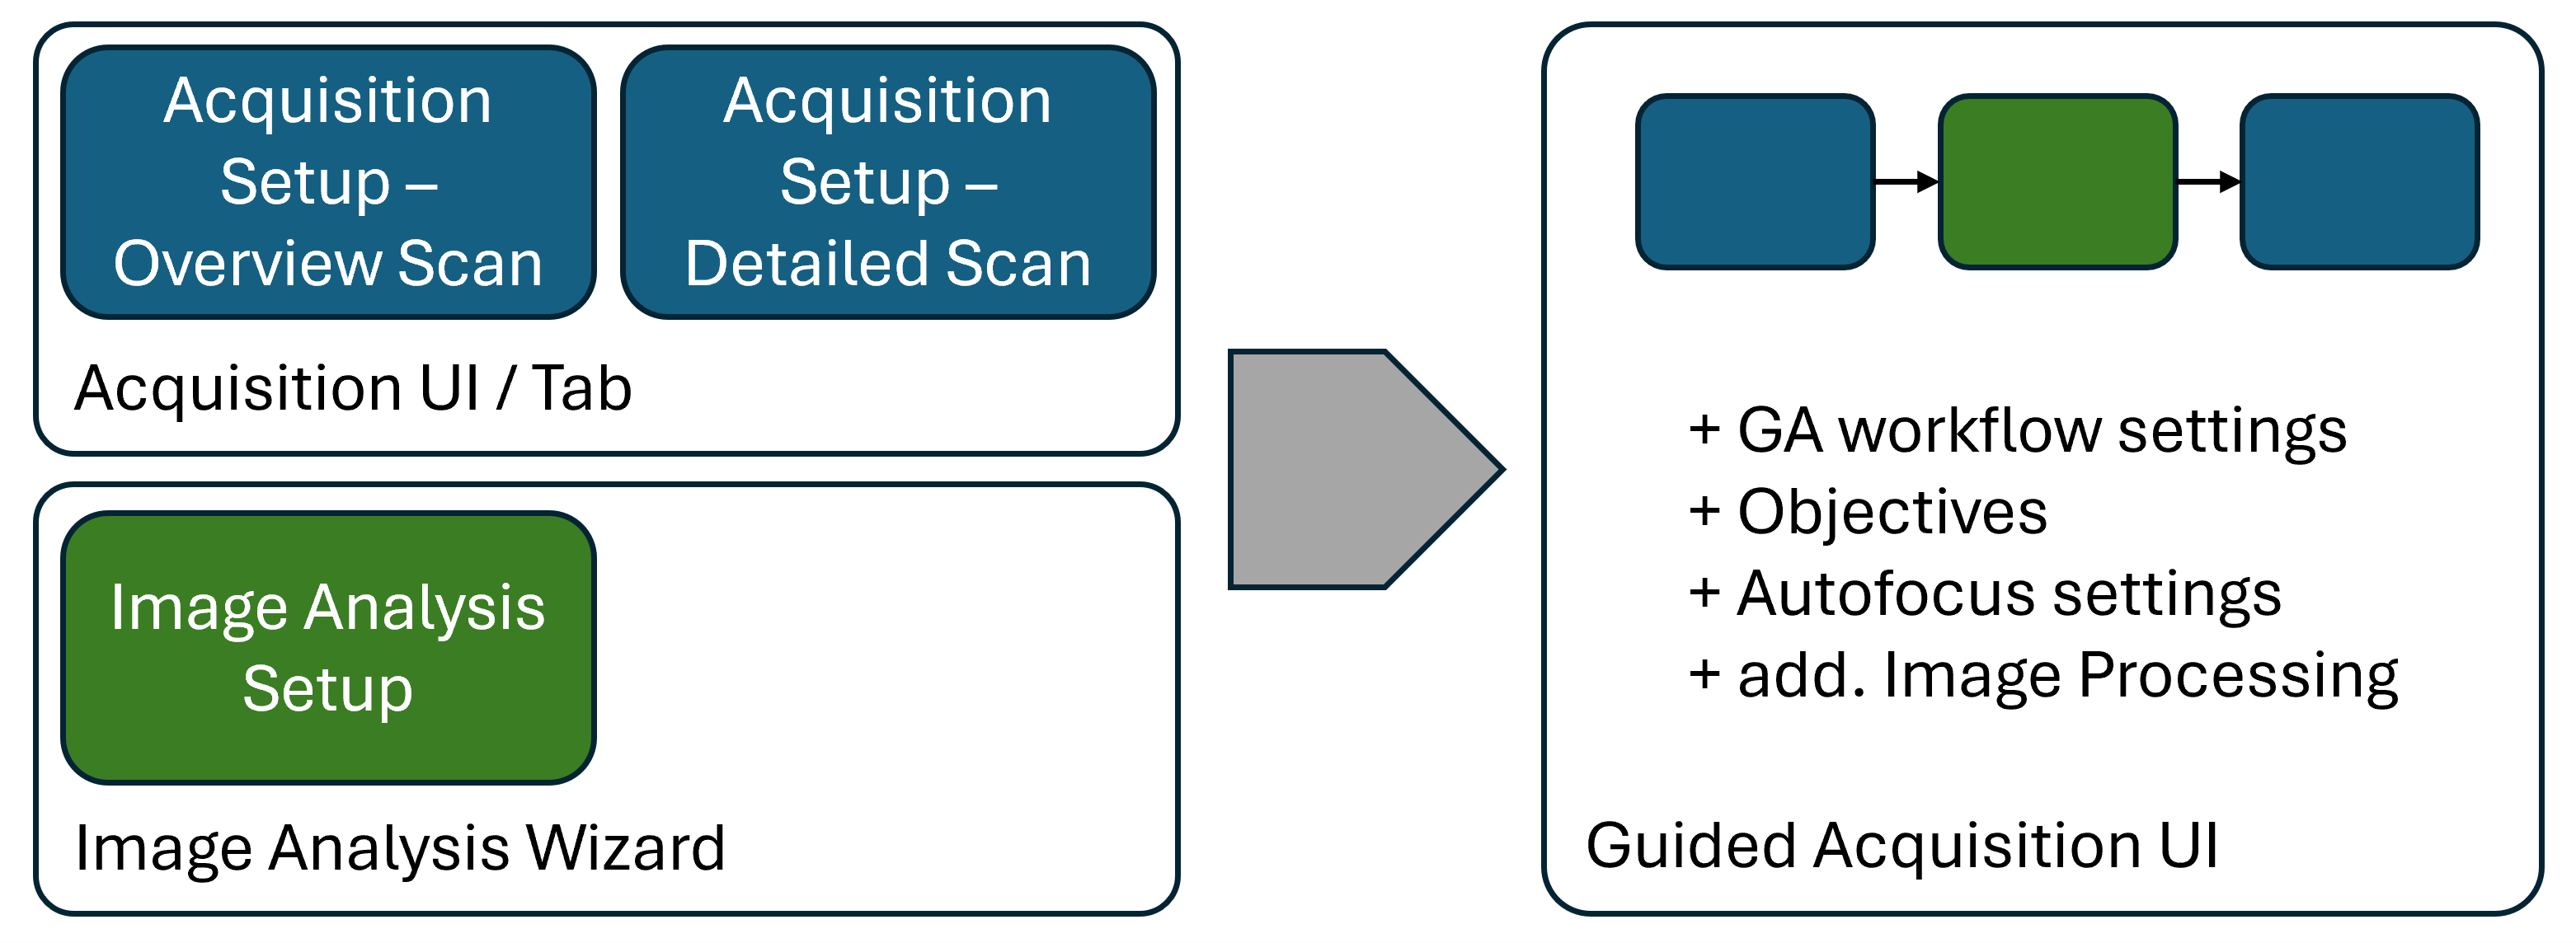 Acquisition
Setup –
Overview Scan
Acquisition
Setup –
Detailed Scan
Acquisition UI / Tab
Image Analysis
Setup
Image Analysis Wizard
+ GA workflow settings
+ Objectives
+ Autofocus settings
+ add. Image Processing
Guided Acquisition UI